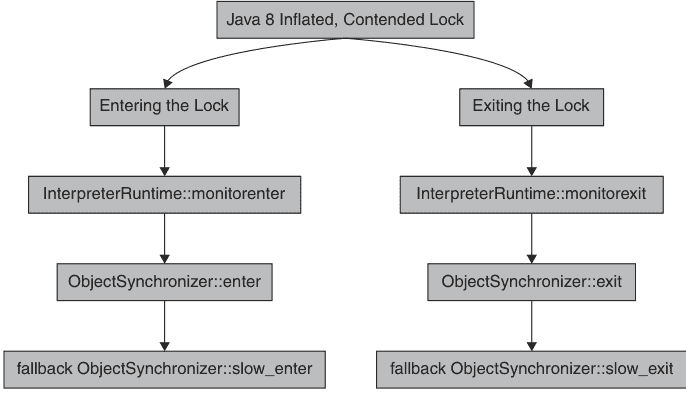 Java 8 Inflated, Contended Lock
Entering the Lock
Exiting the Lock
InterpreterRuntime::monitorenter
InterpreterRuntime::monitorexit
ObjectSynchronizer::enter
ObjectSynchronizer::exit
fallback ObjectSynchronizer::slow_enter
fallback ObjectSynchronizer::slow_exit